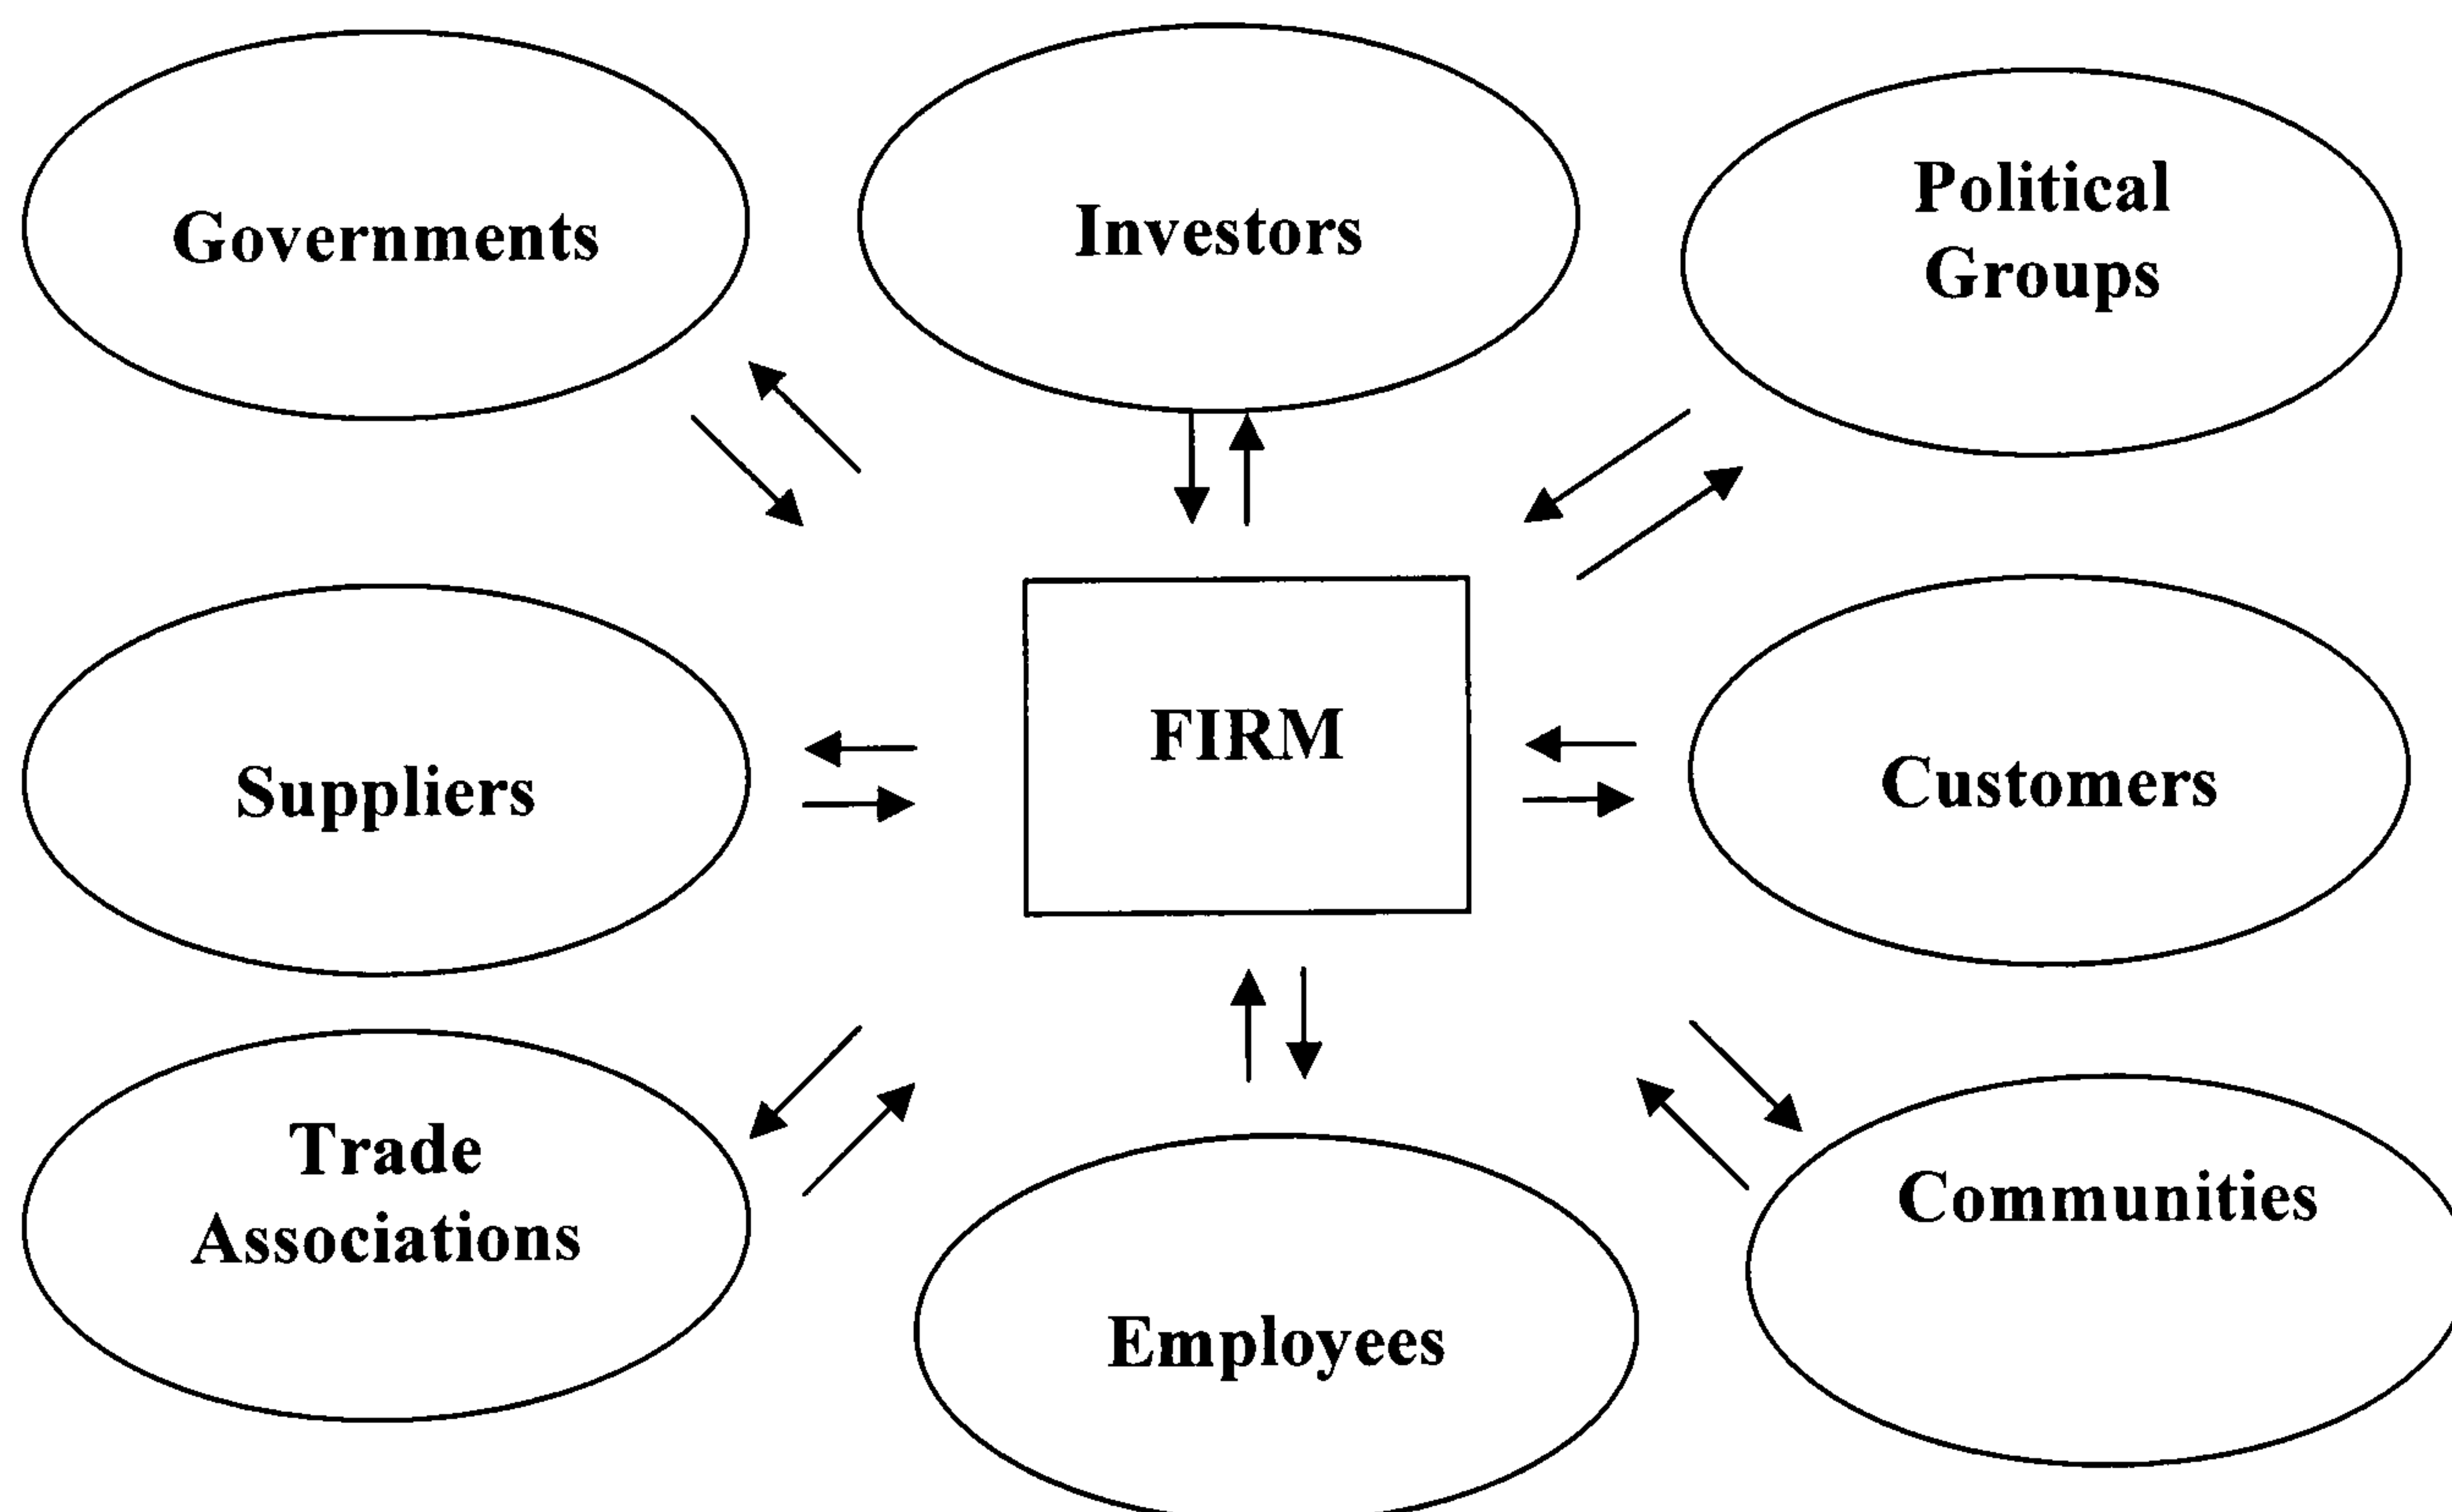 Governments
Investors
Political
Groups
Suppliers
FIRM
Customers
Trade
Associations
Employees
Communities